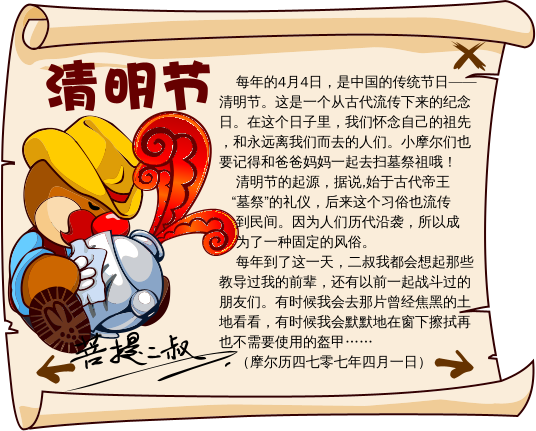 清明节
每年的4月4日，是中国的传统节日——
清明节。这是一个从古代流传下来的纪念
日。在这个日子里，我们怀念自己的祖先
，和永远离我们而去的人们。小摩尔们也
要记得和爸爸妈妈一起去扫墓祭祖哦！
清明节的起源，据说,始于古代帝王
“墓祭”的礼仪，后来这个习俗也流传
到民间。因为人们历代沿袭，所以成
为了一种固定的风俗。
每年到了这一天，二叔我都会想起那些
教导过我的前辈，还有以前一起战斗过的
朋友们。有时候我会去那片曾经焦黑的土
地看看，有时候我会默默地在窗下擦拭再
也不需要使用的盔甲……
（摩尔历四七零七年四月一日）
菩提二叔